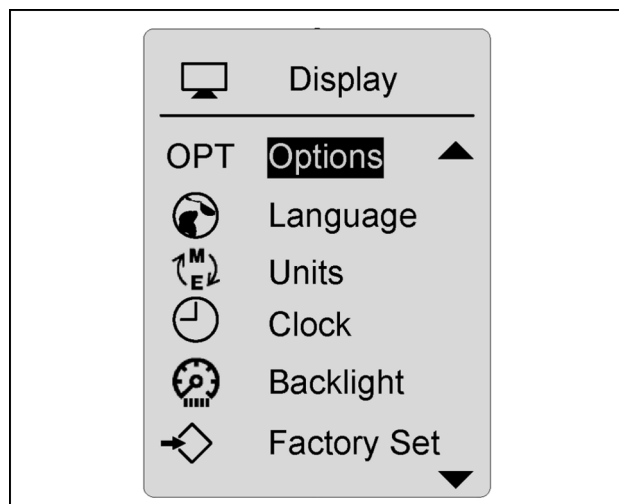 Display
OPT Options
Language
M
E
Units
Clock
Backlight
Factory Set